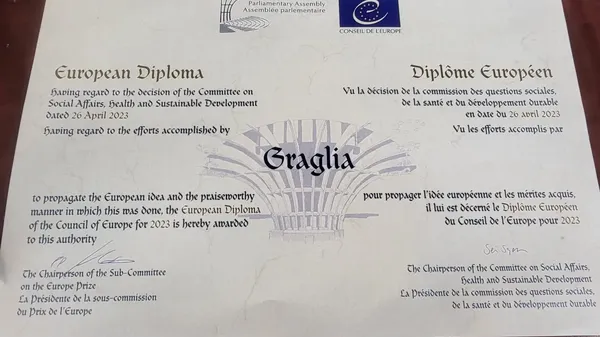 Parliamentary Assembly
Assemblée parlementaire
CONSEIL DE L'EUROPE
European Diploma
Having regard to the decision of the Committee on
Social Affairs, Health and Sustainable Development
dated 26 April 2023
Having regard to the efforts accomplished by
Diplôme Européen
Vu la décision de la commission des questions sociales,
de la santé et du développement durable
en date du 26 avril 2023
Vu les efforts accomplis par
Graglia
to propagate the European idea and the praiseworthy
manner in which this was done, the European Diploma
of the Council of Europe for 2023 is hereby awarded
to this authority
pour propager l'idée européenne et les mérites acquis,
il lui est décerné le Diplôme Européen
du Conseil de l'Europe pour 2023
The Chairperson of the Sub-Committee
on the Europe Prize
La Présidente de la sous-commission
du Prix de l'Europe
The Chairperson of the Committee on Social Affairs,
Health and Sustainable Development
La Présidente de la commission des questions sociales,
de la santé et du développement durable